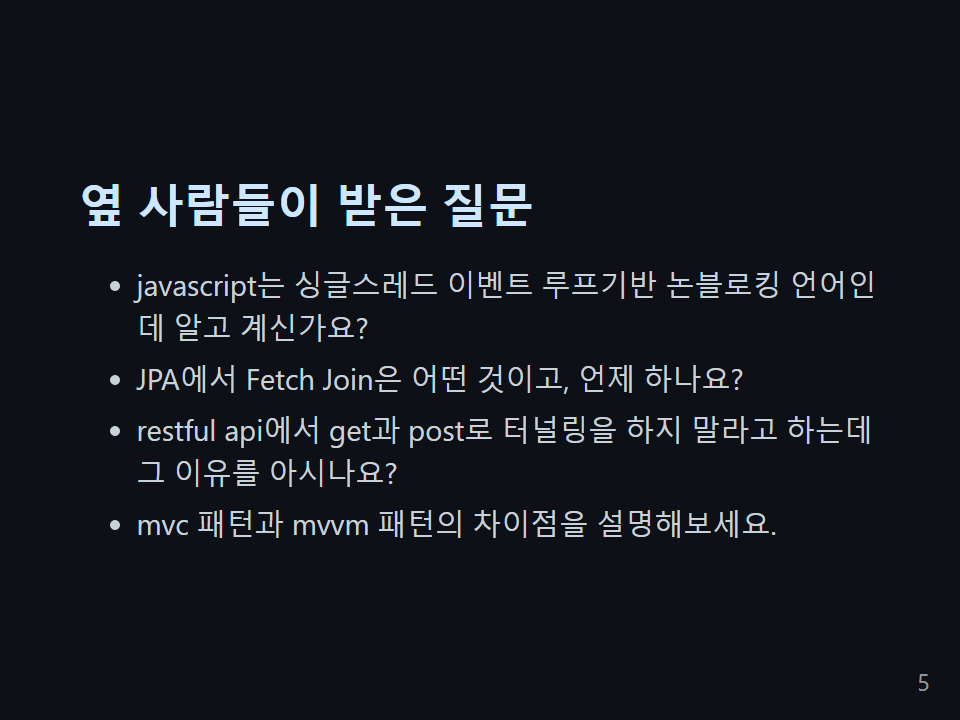 옆 사람들이 받은 질문
• javascript는 싱글스레드 이벤트 루프기반 논블로킹 언어인
데 알고 계신가요?
• JPA에서 Fetch Join은 어떤 것이고, 언제 하나요?
• restful api에서 get과 post로 터널링을 하지 말라고 하는데
그 이유를 아시나요?
• mvc 패턴과 mvvm 패턴의 차이점을 설명해보세요.
5